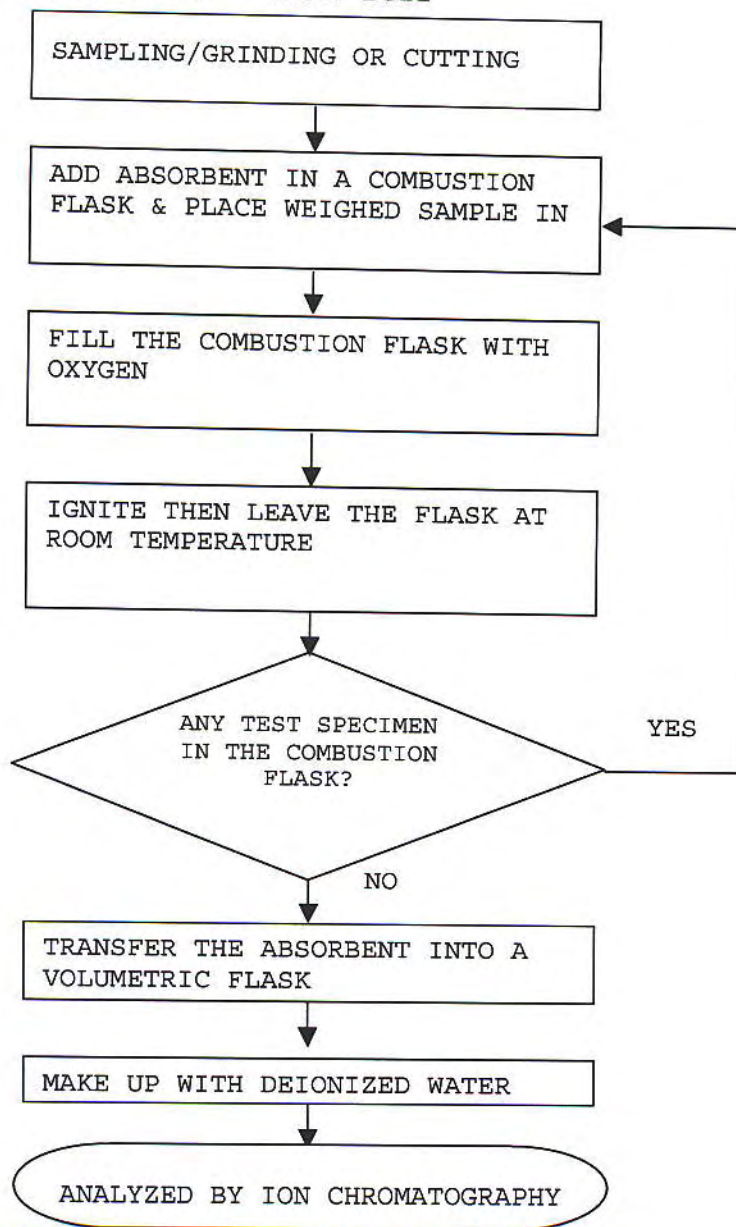 SAMPLING/GRINDING OR CUTTING
ADD ABSORBENT IN A COMBUSTION
FLASK & PLACE WEIGHED SAMPLE IN
FILL THE COMBUSTION FLASK WITH
OXYGEN
IGNITE THEN LEAVE THE FLASK AT
ROOM TEMPERATURE
ANY TEST SPECIMEN
IN THE COMBUSTION
FLASK?
YES
NO
TRANSFER THE ABSORBENT INTO A
VOLUMETRIC FLASK
MAKE UP WITH DEIONIZED WATER
ANALYZED BY ION CHROMATOGRAPHY